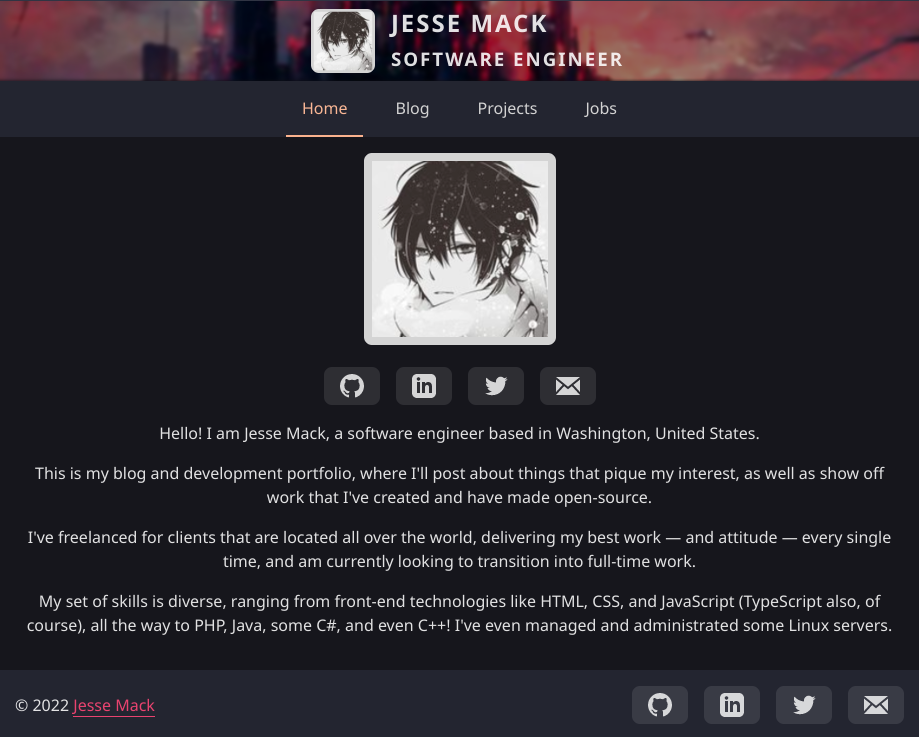 JESSE MACK
SOFTWARE ENGINEER
Home Blog Projects Jobs
Hello! I am Jesse Mack, a software engineer based in Washington, United States.
This is my blog and development portfolio, where I'll post about things that pique my interest, as well as show off
work that I've created and have made open-source.
I've freelanced for clients that are located all over the world, delivering my best work — and attitude — every single
time, and am currently looking to transition into full-time work.
My set of skills is diverse, ranging from front-end technologies like HTML, CSS, and JavaScript (TypeScript also, of
course), all the way to PHP, Java, some C#, and even C++! I've even managed and administrated some Linux servers.
© 2022 Jesse Mack